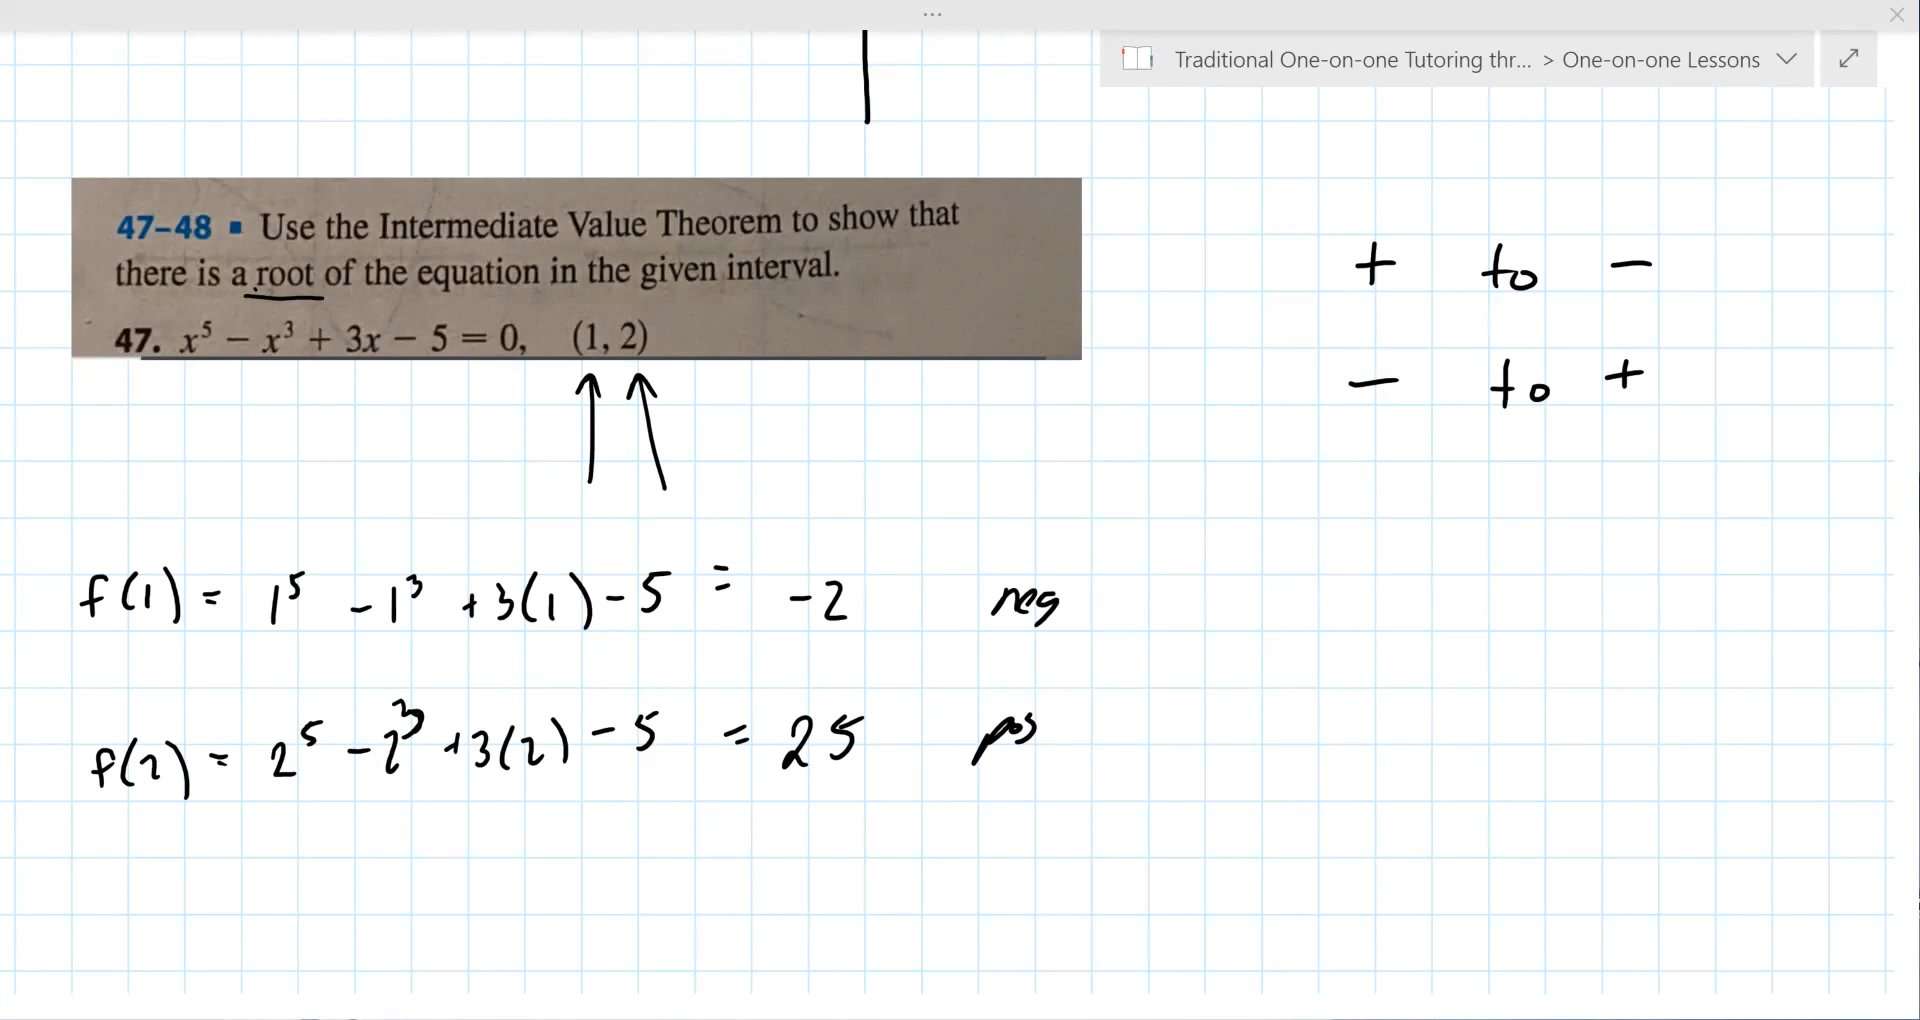 ...
Traditional One-on-one Tutoring thr... > One-on-one Lessons
47–48 ▪ Use the Intermediate Value Theorem to show that
there is a root of the equation in the given interval.
47. x⁵ − x³ + 3x − 5 = 0, (1, 2)
+ to −
− to +
f(1) = 1⁵ − 1³ + 3(1) − 5 = −2 neg
f(2) = 2⁵ − 2³ + 3(2) − 5 = 25 pos